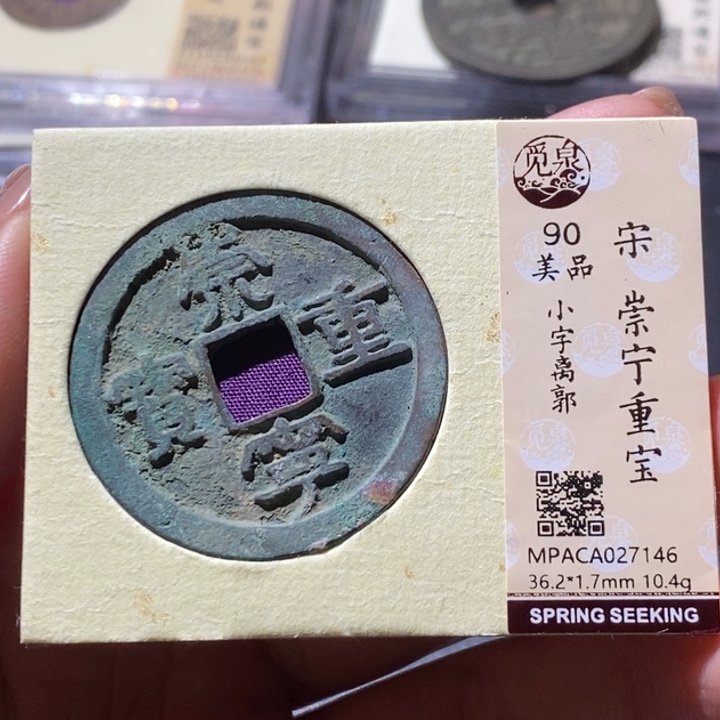 崇
重
寧
寶
觅泉
90
美品
小字离郭
宋 崇宁重宝
MPACA027146
36.2*1.7mm 10.4g
SPRING SEEKING